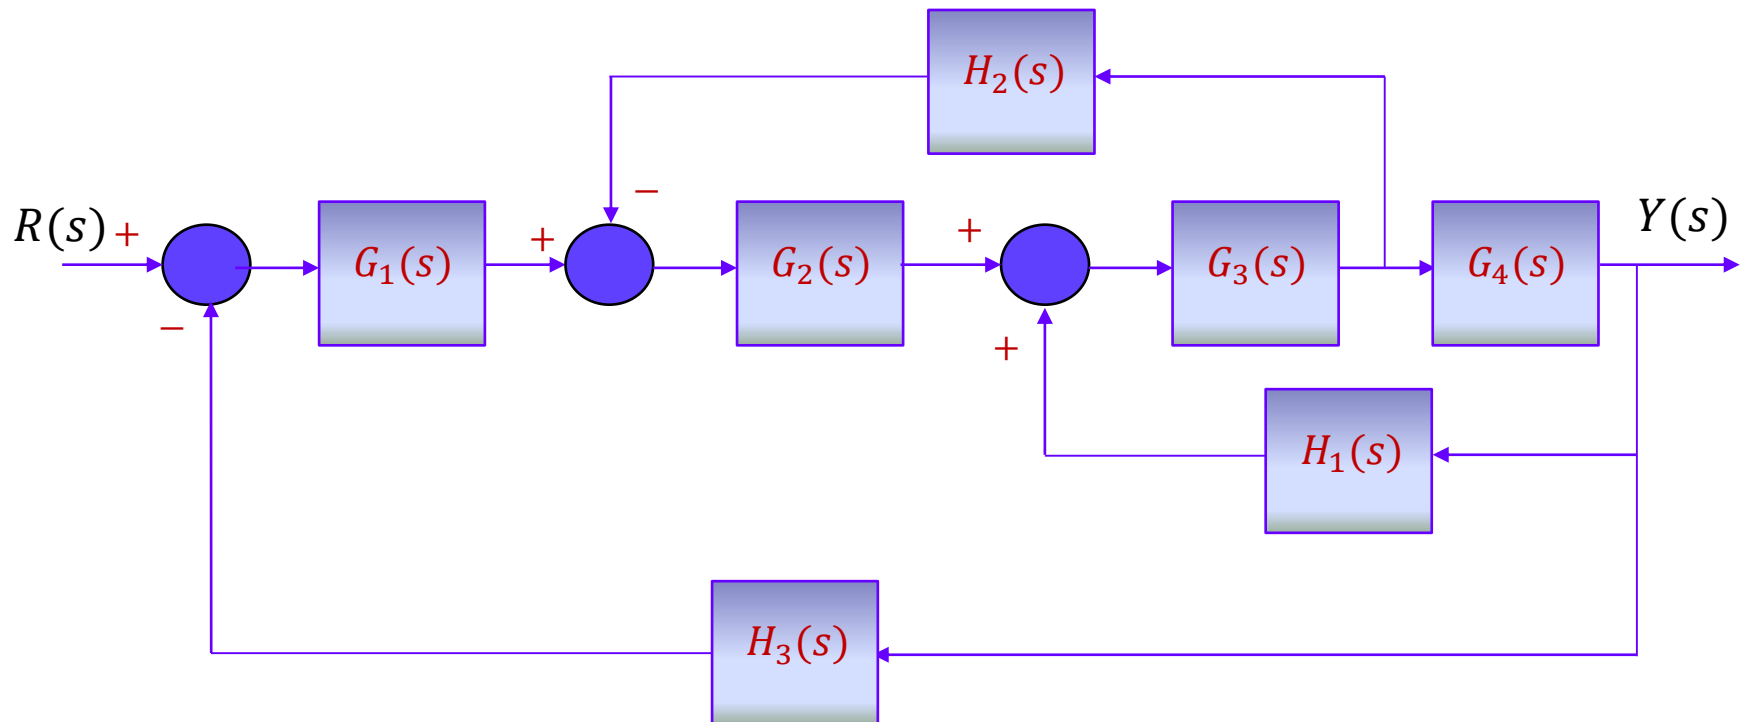 H₂(s)
−
R(s) + G₁(s) + G₂(s) + G₃(s) G₄(s) Y(s)
− +
H₁(s)
H₃(s)